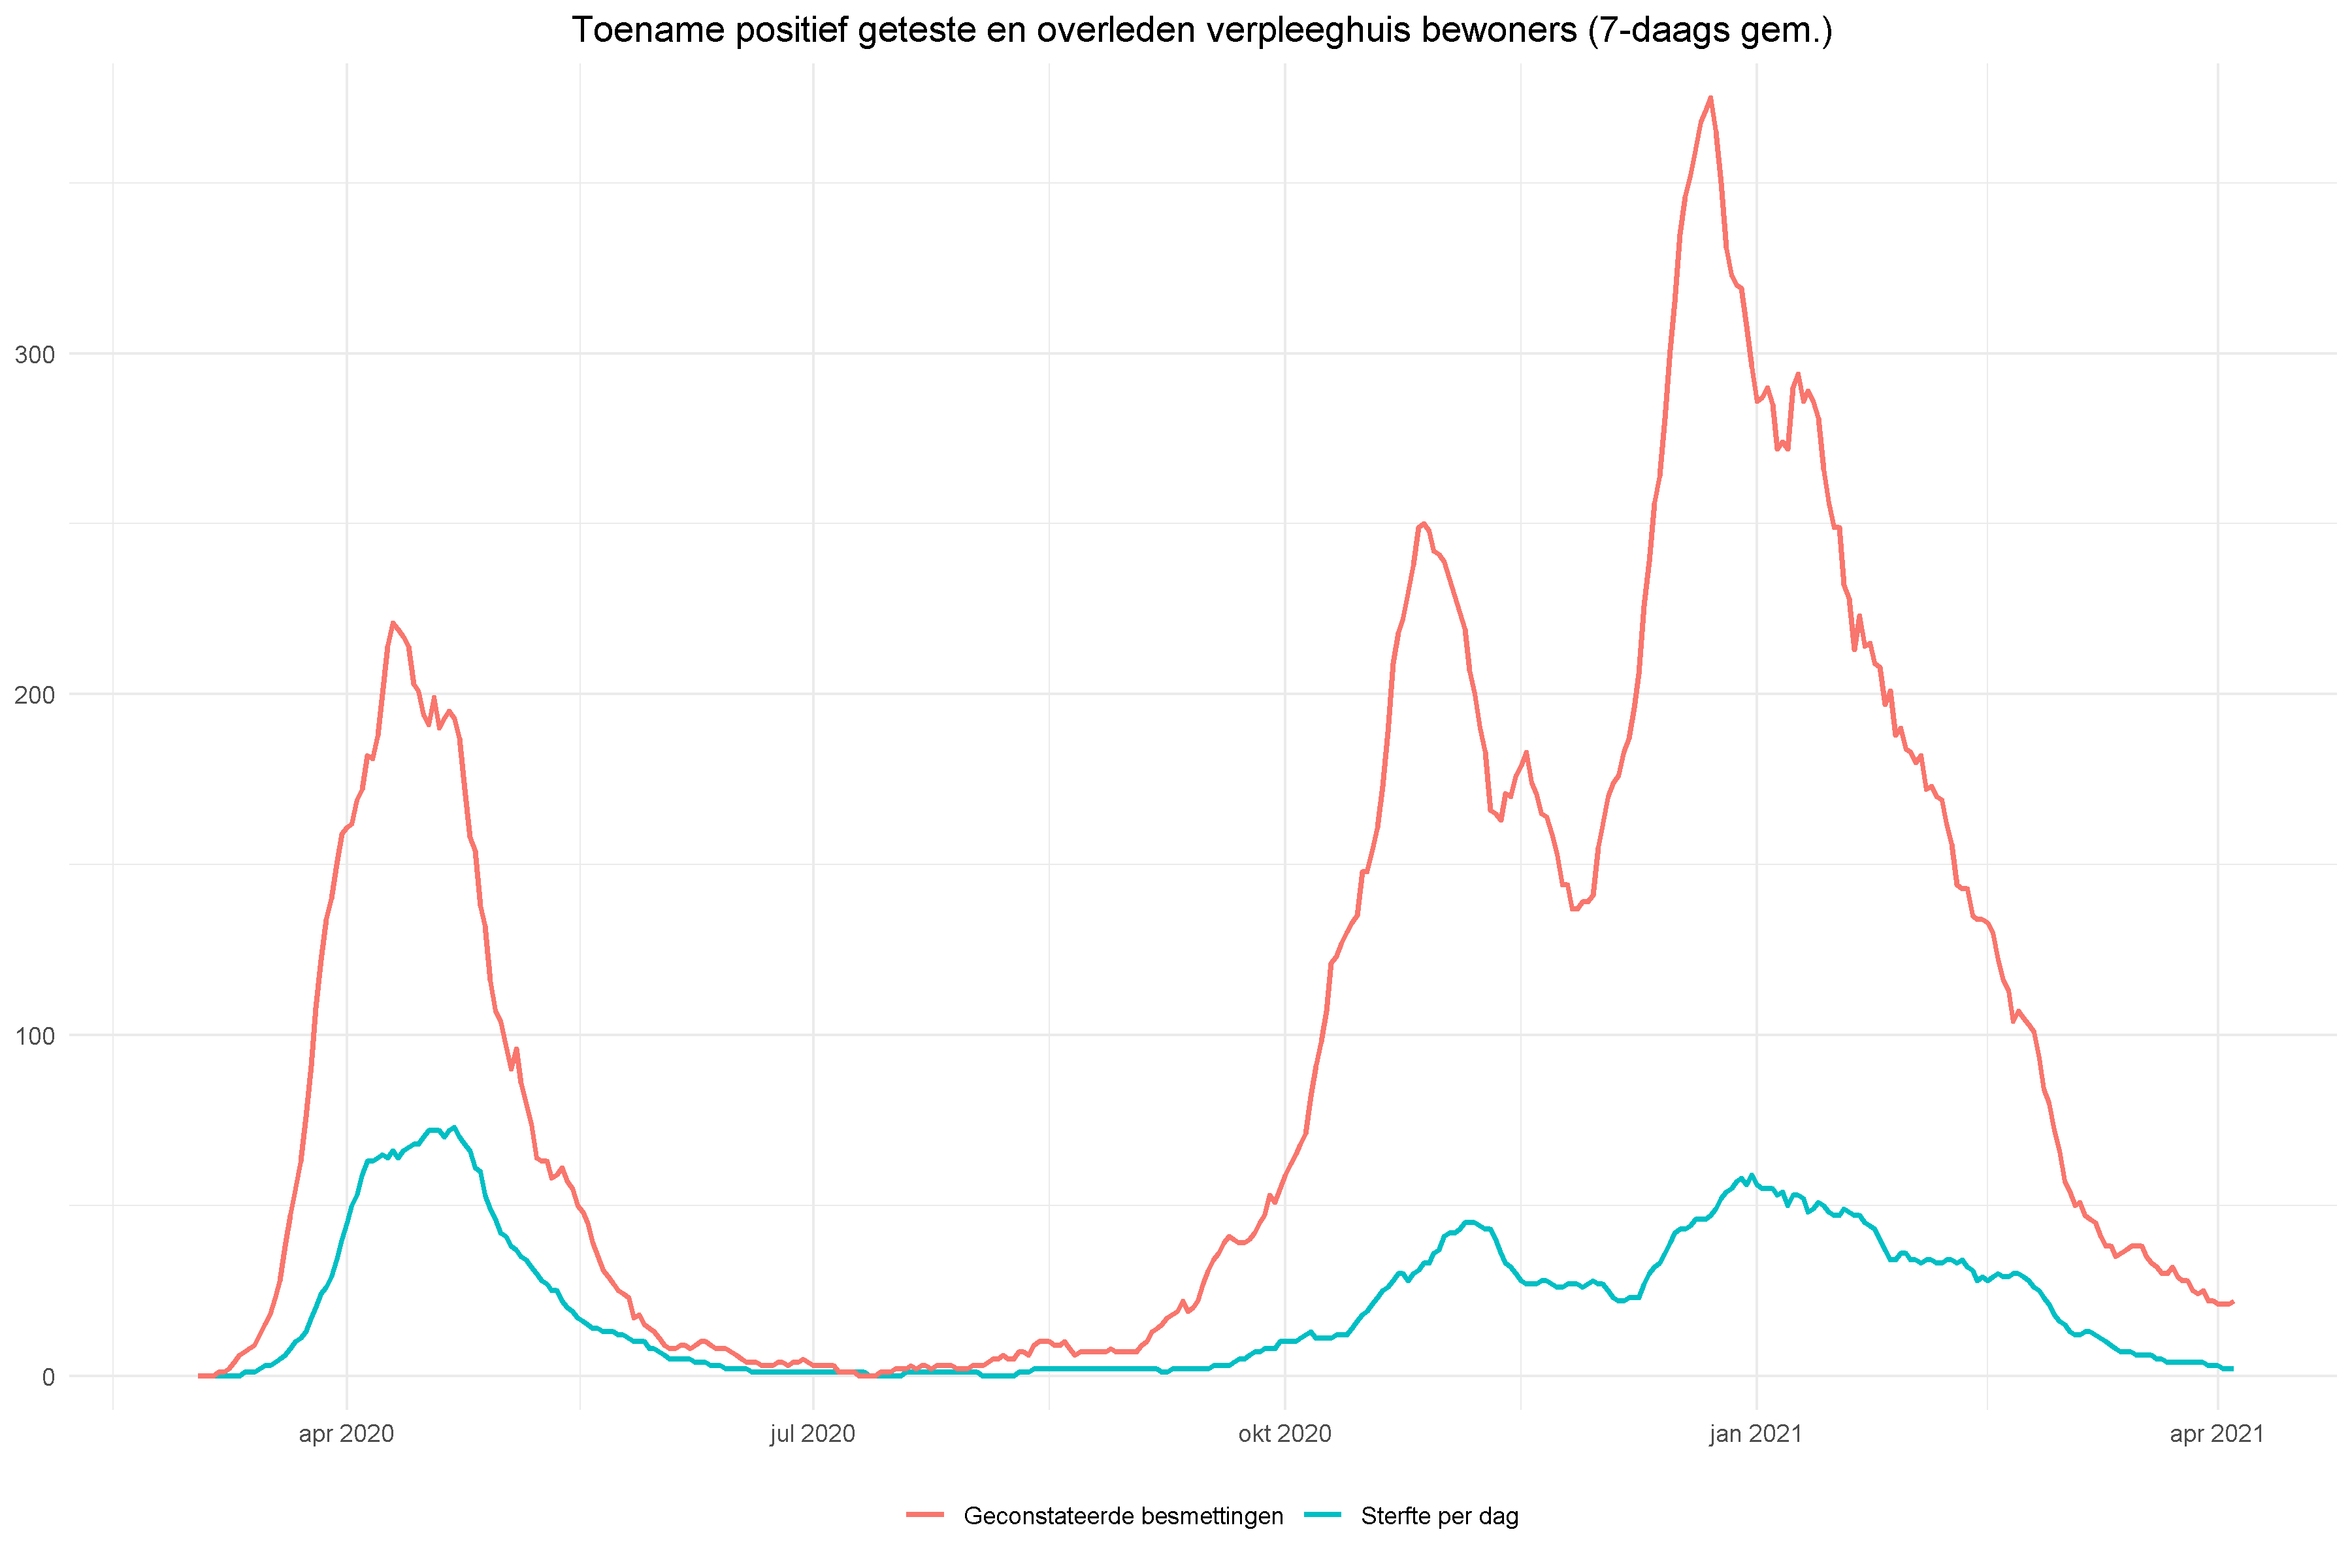 Toename positief geteste en overleden verpleeghuis bewoners (7-daags gem.)
300
200
100
0
apr 2020 jul 2020 okt 2020 jan 2021 apr 2021
Geconstateerde besmettingen Sterfte per dag